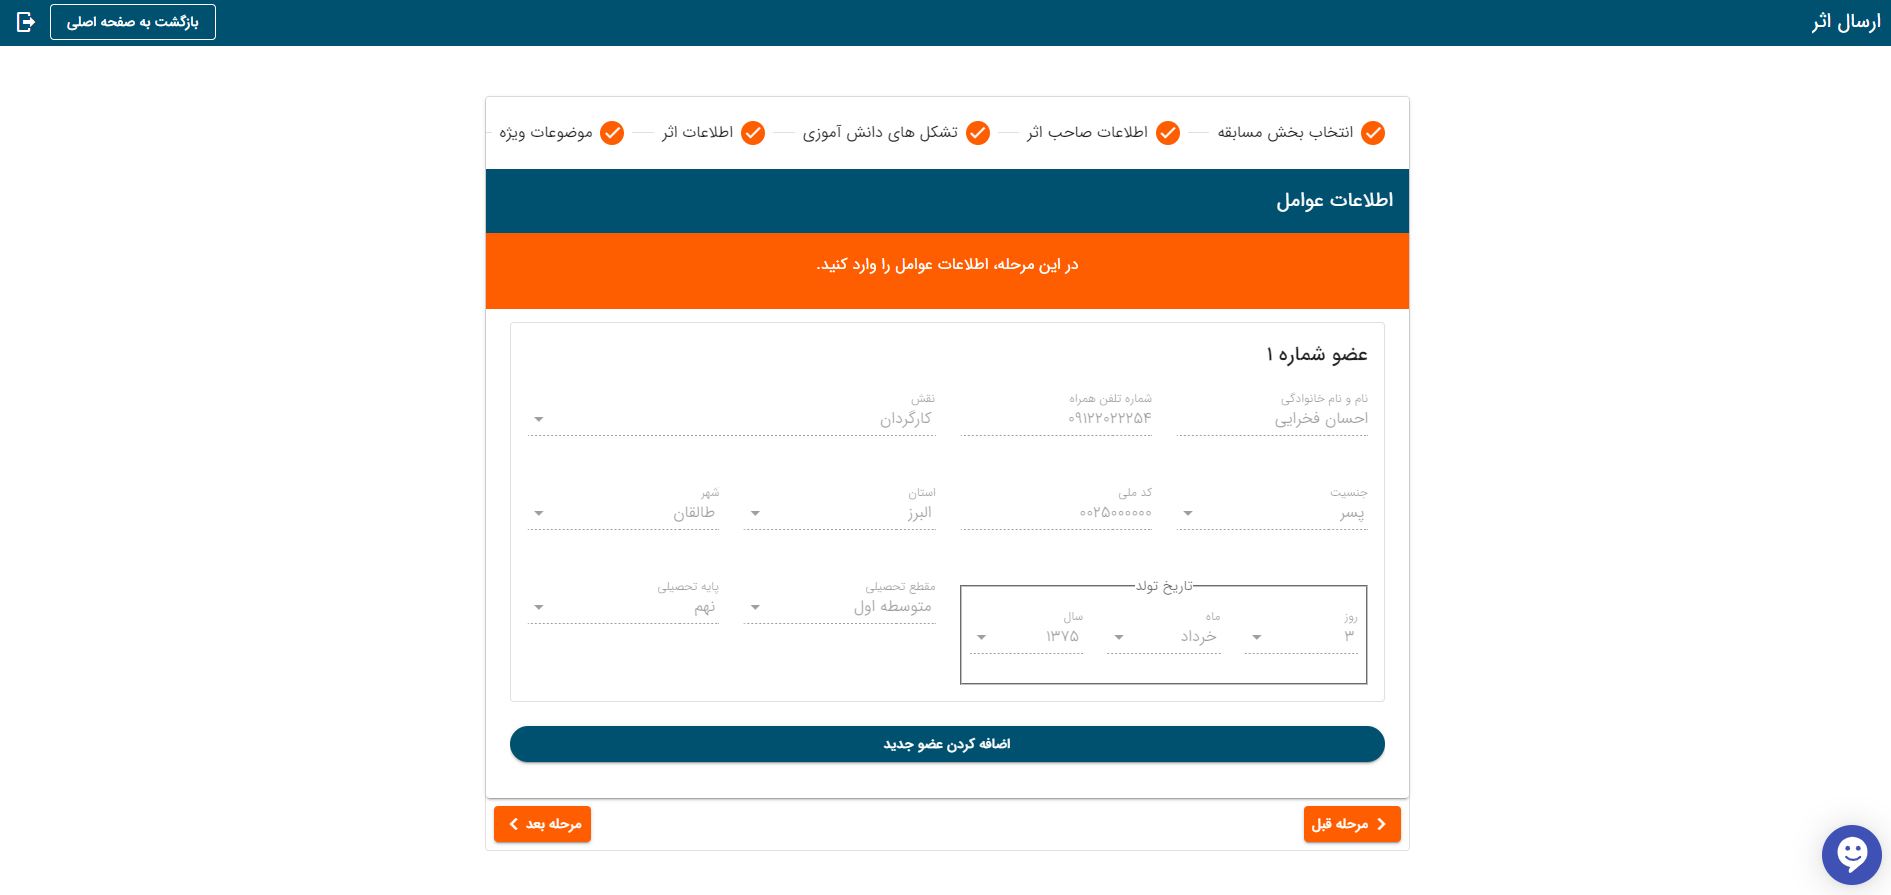 ارسال اثر
بازگشت به صفحه اصلی
انتخاب بخش مسابقه
اطلاعات صاحب اثر
تشکل های دانش آموزی
اطلاعات اثر
موضوعات ویژه
اطلاعات عوامل
در این مرحله، اطلاعات عوامل را وارد کنید.
عضو شماره ۱
نام و نام خانوادگی
احسان فخرایی
شماره تلفن همراه
۰۹۱۲۲۰۲۲۲۵۴
نقش
کارگردان
جنسیت
پسر
کد ملی
۰۰۲۵۰۰۰۰۰۰
استان
البرز
شهر
طالقان
تاریخ تولد
روز
۳
ماه
خرداد
سال
۱۳۷۵
مقطع تحصیلی
متوسطه اول
پایه تحصیلی
نهم
اضافه کردن عضو جدید
مرحله قبل
مرحله بعد